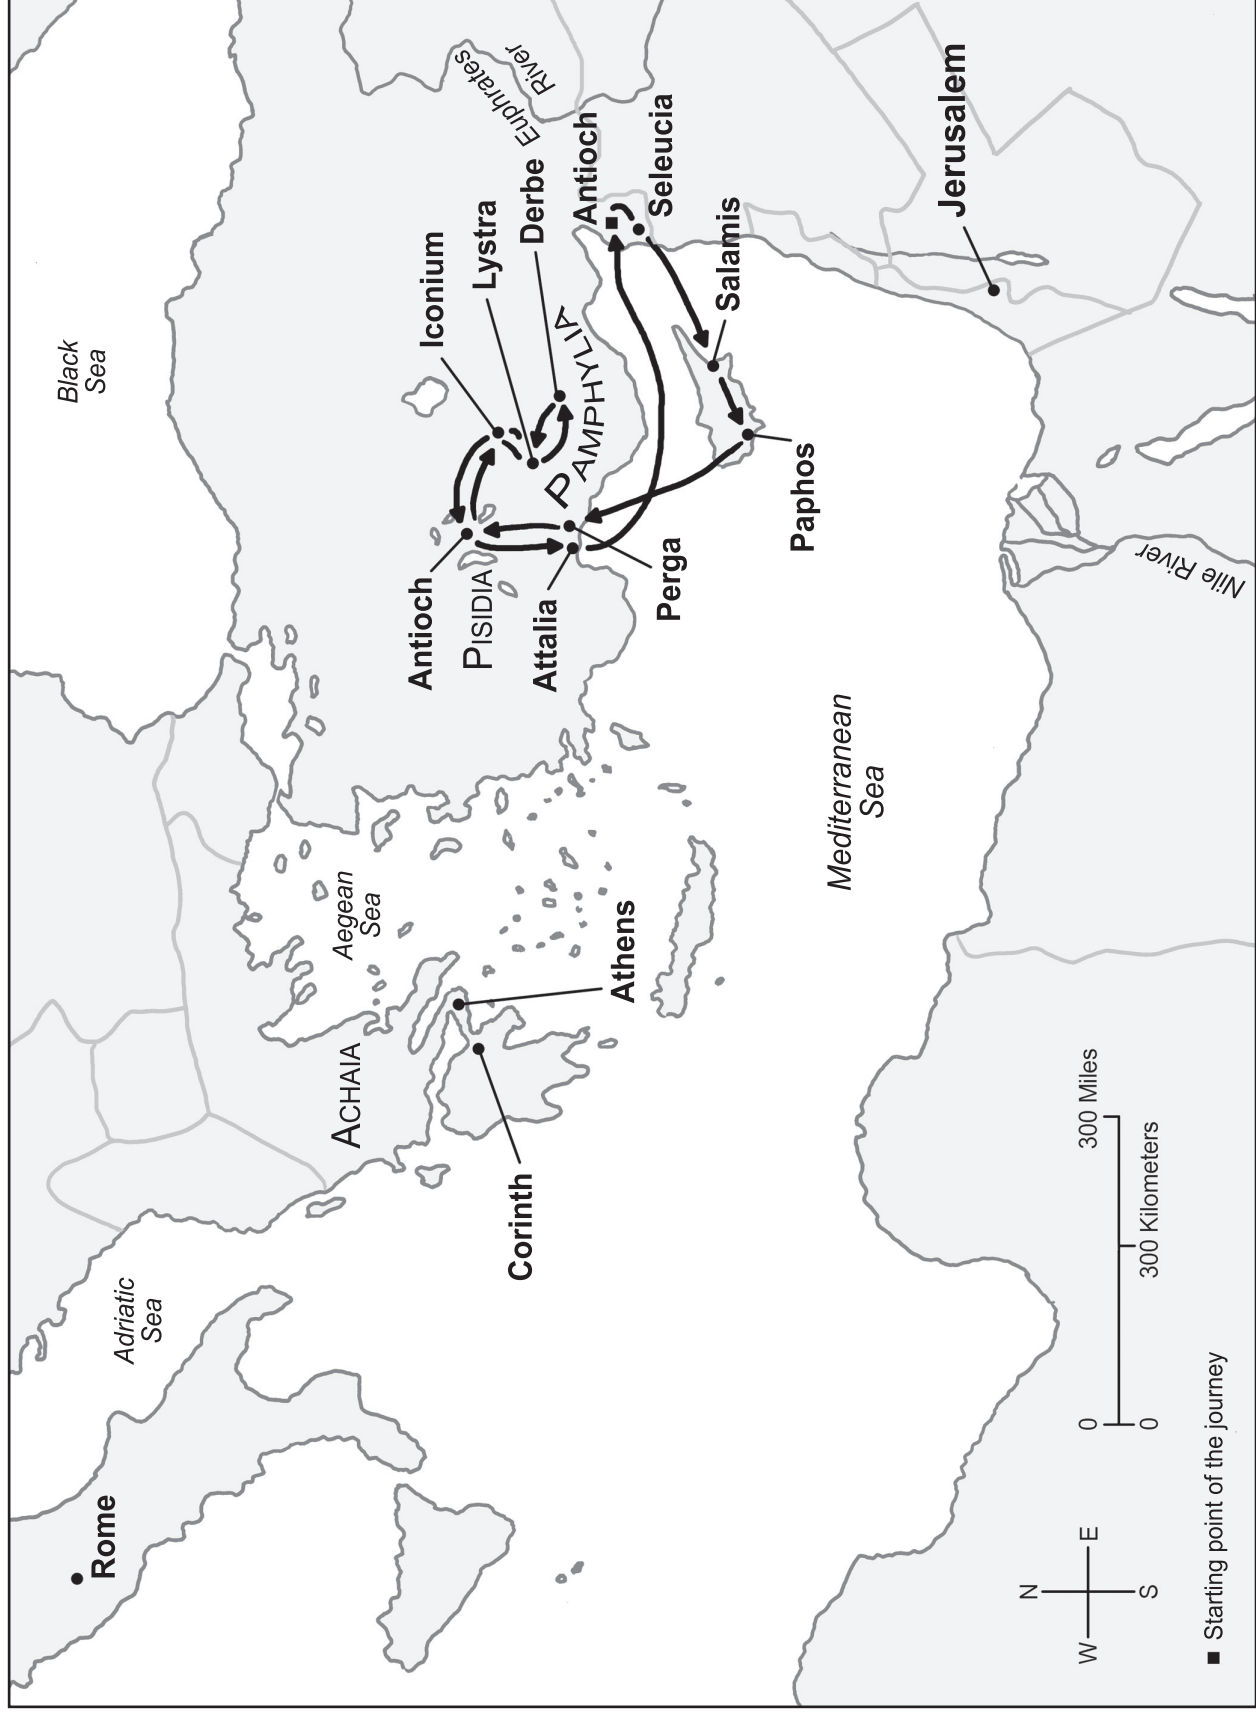 Black
Sea
Euphrates
River
Iconium
Lystra
Derbe
Antioch
Seleucia
Jerusalem
Salamis
PAMPHYLIA
Antioch
PISIDIA
Attalia
Perga
Paphos
Nile River
Mediterranean
Sea
Aegean
Sea
Athens
ACHAIA
Corinth
Adriatic
Sea
Rome
0
300 Miles
0
300 Kilometers
N
W
E
S
Starting point of the journey